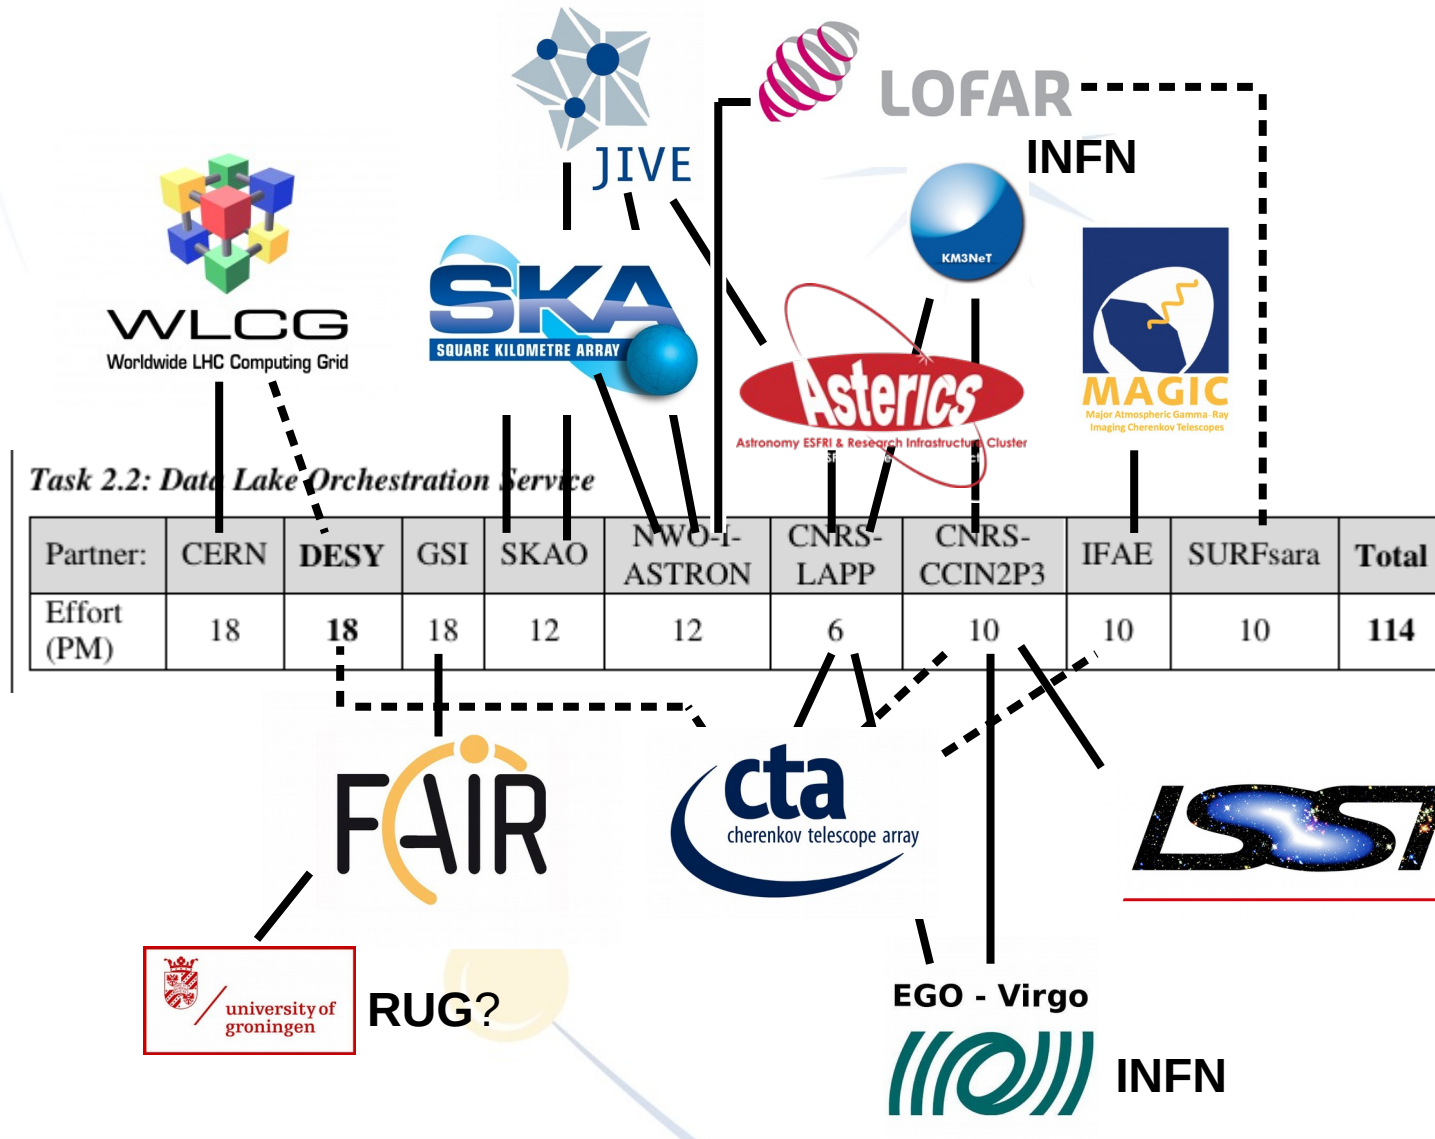 JIVE
LOFAR
INFN
KM3NeT
WLCG
Worldwide LHC Computing Grid
SKA
SQUARE KILOMETRE ARRAY
Asterics
Astronomy ESFRI & Research Infrastructure Cluster
MAGIC
Major Atmospheric Gamma-Ray
Imaging Cherenkov Telescopes
Task 2.2: Data Lake Orchestration Service
Partner: CERN DESY GSI SKAO NWO-I-ASTRON CNRS-LAPP CNRS-CCIN2P3 IFAE SURFsara Total
Effort (PM) 18 18 18 12 12 6 10 10 10 114
FAIR
cta
cherenkov telescope array
LSST
university of
groningen
RUG?
EGO - Virgo
INFN